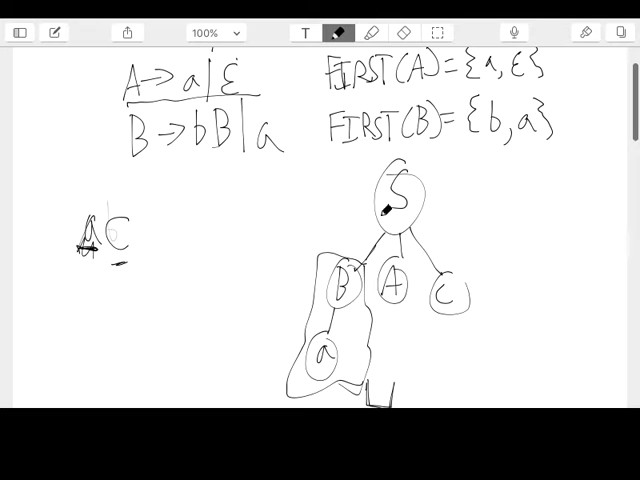 100%
T
A → a | ε
FIRST(A) = {a, ε}
B → bB | a
FIRST(B) = {b, a}
S
a c
B A c
a